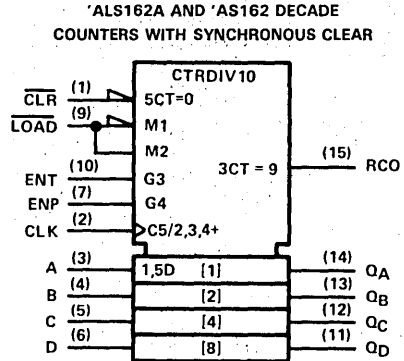 'ALS162A AND 'AS162 DECADE
COUNTERS WITH SYNCHRONOUS CLEAR
CTRDIV10
CLR (1) 5CT=0
LOAD (9) M1
M2
ENT (10) G3 3CT = 9 (15) RCO
ENP (7) G4
CLK (2) C5/2,3,4+
A (3) 1,5D [1] (14) QA
B (4) [2] (13) QB
C (5) [4] (12) QC
D (6) [8] (11) QD